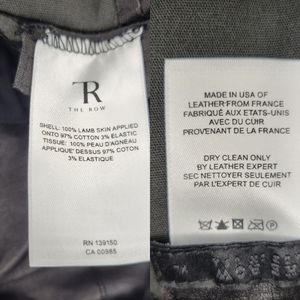 TR
THE ROW
SHELL: 100% LAMB SKIN APPLIED
ONTO 97% COTTON 3% ELASTIC
TISSUE: 100% PEAU D'AGNEAU
APPLIQUE' DESSUS 97% COTON
3% ELASTIQUE
RN 139150
CA 00985
MADE IN USA OF
LEATHER FROM FRANCE
FABRIQUÉ AUX ETATS-UNIS
AVEC DU CUIR
PROVENANT DE LA FRANCE
DRY CLEAN ONLY
BY LEATHER EXPERT
SEC NETTOYER SEULEMENT
PAR L'EXPERT DE CUIR